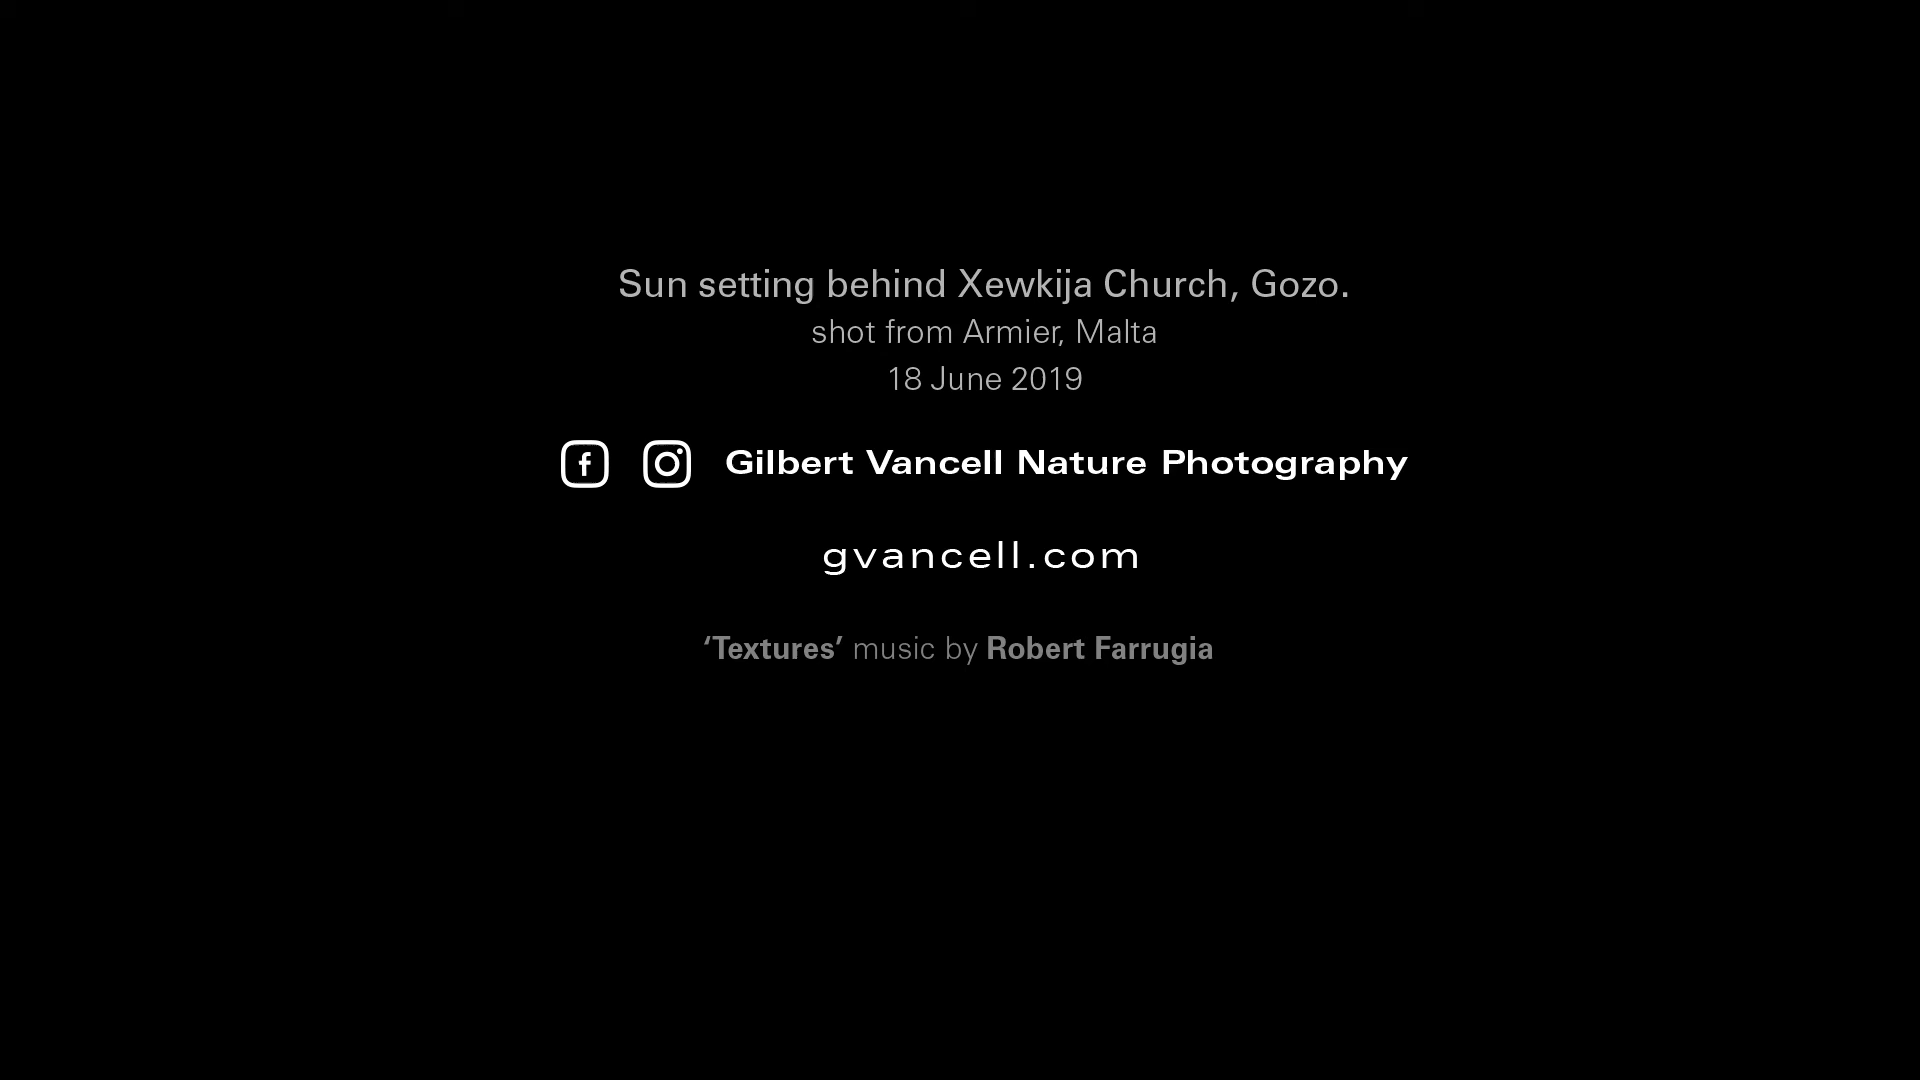 Sun setting behind Xewkija Church, Gozo.
shot from Armier, Malta
18 June 2019
Gilbert Vancell Nature Photography
gvancell.com
‘Textures’ music by Robert Farrugia